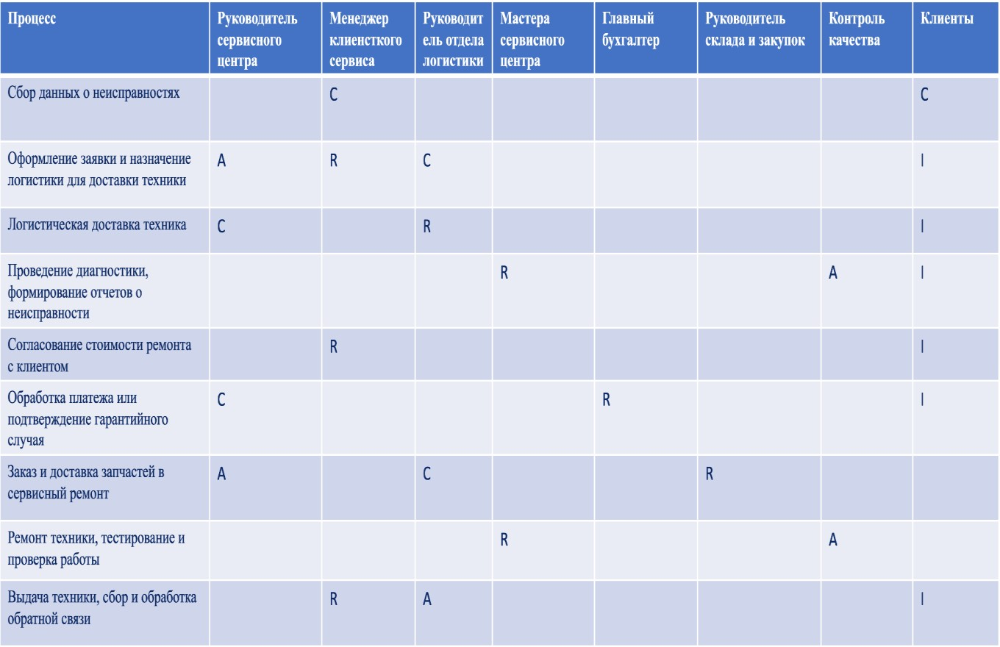 Процесс
Руководитель
сервисного
центра
Менеджер
клиенсткого
сервиса
Руководит
ель отдела
логистики
Мастера
сервисного
центра
Главный
бухгалтер
Руководитель
склада и закупок
Контроль
качества
Клиенты
Сбор данных о неисправностях
C
C
Оформление заявки и назначение
логистики для доставки техники
A
R
C
I
Логистическая доставка техника
C
R
I
Проведение диагностики,
формирование отчетов о
неисправности
R
A
I
Согласование стоимости ремонта
с клиентом
R
I
Обработка платежа или
подтверждение гарантийного
случая
C
R
I
Заказ и доставка запчастей в
сервисный ремонт
A
C
R
Ремонт техники, тестирование и
проверка работы
R
A
Выдача техники, сбор и обработка
обратной связи
R
A
I